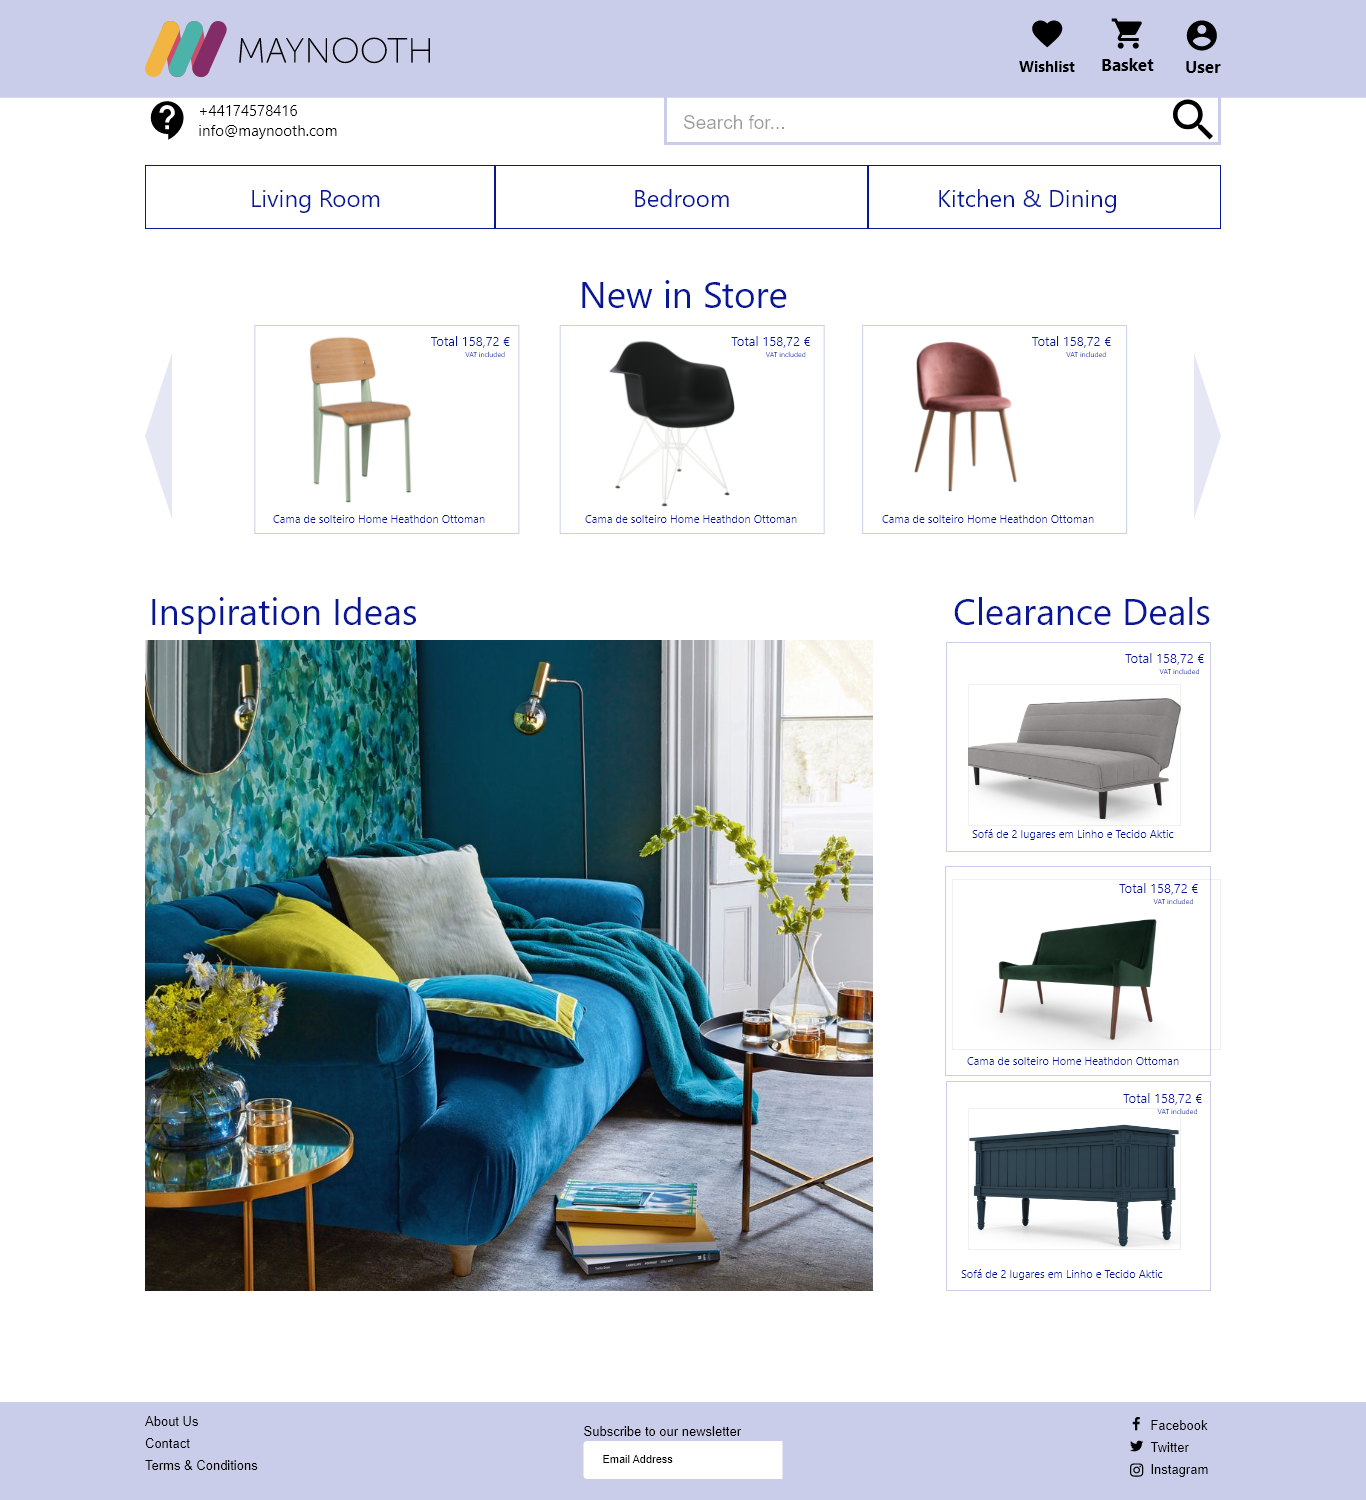 MAYNOOTH
Wishlist
Basket
User
+44174578416
info@maynooth.com
Search for...
Living Room
Bedroom
Kitchen & Dining
New in Store
Total 158,72 €
VAT included
Cama de solteiro Home Heathdon Ottoman
Total 158,72 €
VAT included
Cama de solteiro Home Heathdon Ottoman
Total 158,72 €
VAT included
Cama de solteiro Home Heathdon Ottoman
Inspiration Ideas
Clearance Deals
Total 158,72 €
VAT included
Sofá de 2 lugares em Linho e Tecido Aktic
Total 158,72 €
VAT included
Cama de solteiro Home Heathdon Ottoman
Total 158,72 €
VAT included
Sofá de 2 lugares em Linho e Tecido Aktic
About Us
Contact
Terms & Conditions
Subscribe to our newsletter
Email Address
Facebook
Twitter
Instagram